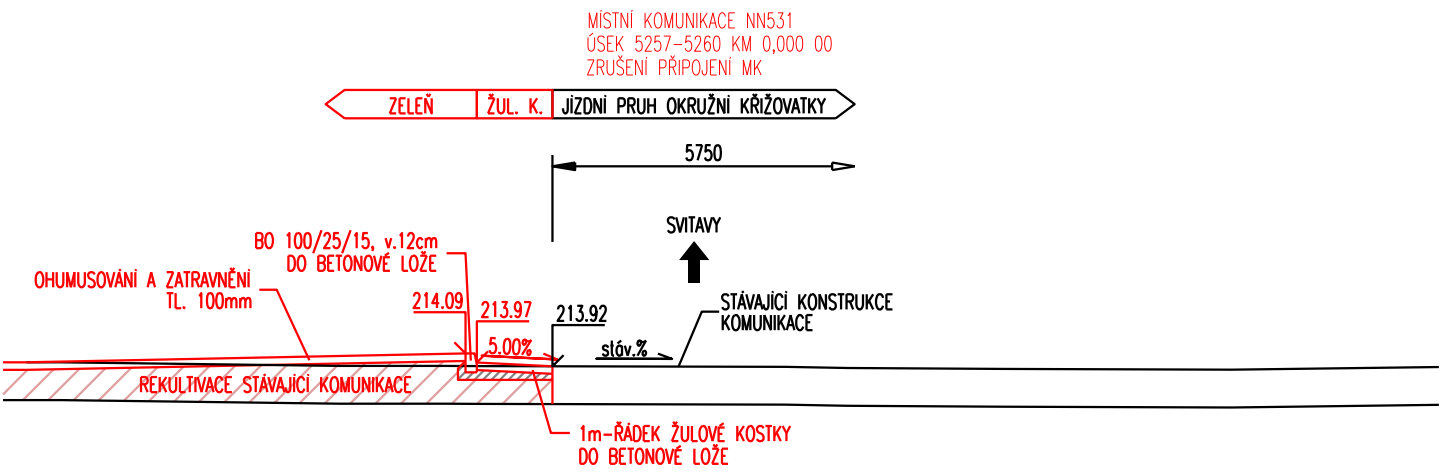 MÍSTNÍ KOMUNIKACE NN531
ÚSEK 5257-5260 KM 0,000 00
ZRUŠENÍ PŘIPOJENÍ MK
ZELEŇ ŽUL. K. JÍZDNÍ PRUH OKRUŽNÍ KŘIŽOVATKY
5750
SVITAVY
BO 100/25/15, v.12cm
DO BETONOVÉ LOŽE
OHUMUSOVÁNÍ A ZATRAVNĚNÍ
TL. 100mm
214.09
213.97
213.92
STÁVAJÍCÍ KONSTRUKCE
KOMUNIKACE
5.00%
stáv.%
REKULTIVACE STÁVAJÍCÍ KOMUNIKACE
1m-ŘÁDEK ŽULOVÉ KOSTKY
DO BETONOVÉ LOŽE